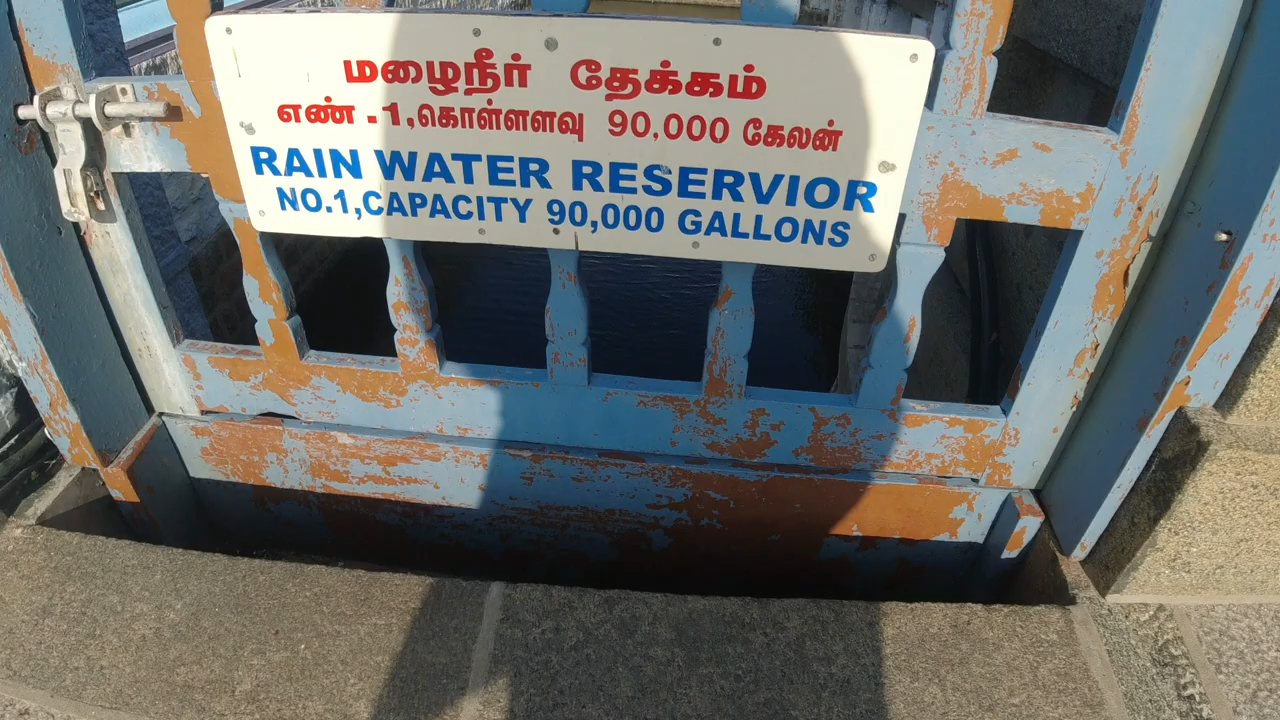 மழைநீர் தேக்கம்
எண் .1,கொள்ளளவு 90,000 கேலன்
RAIN WATER RESERVIOR
NO.1,CAPACITY 90,000 GALLONS